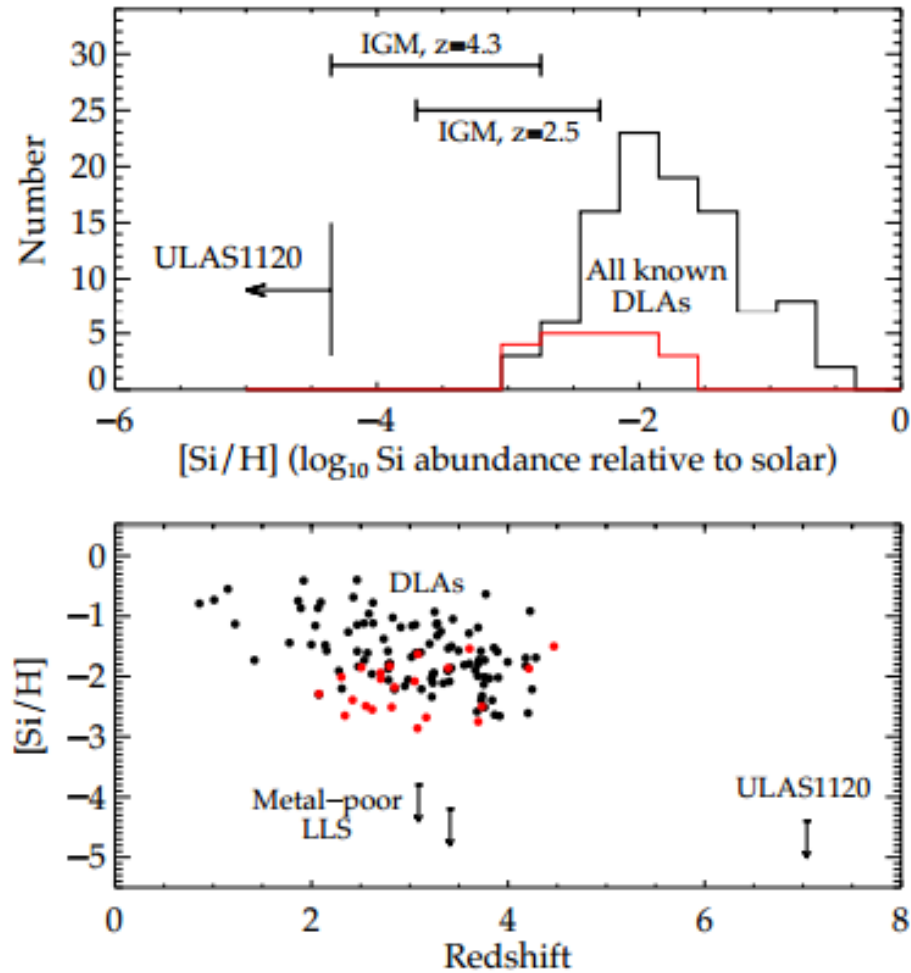 30
25
20
15
10
5
0
Number
IGM, z=4.3
IGM, z=2.5
ULAS1120
All known
DLAs
−6
−4
−2
0
[Si/H] (log₁₀ Si abundance relative to solar)
0
−1
−2
−3
−4
−5
[Si/H]
DLAs
Metal−poor
LLS
ULAS1120
0
2
4
6
8
Redshift